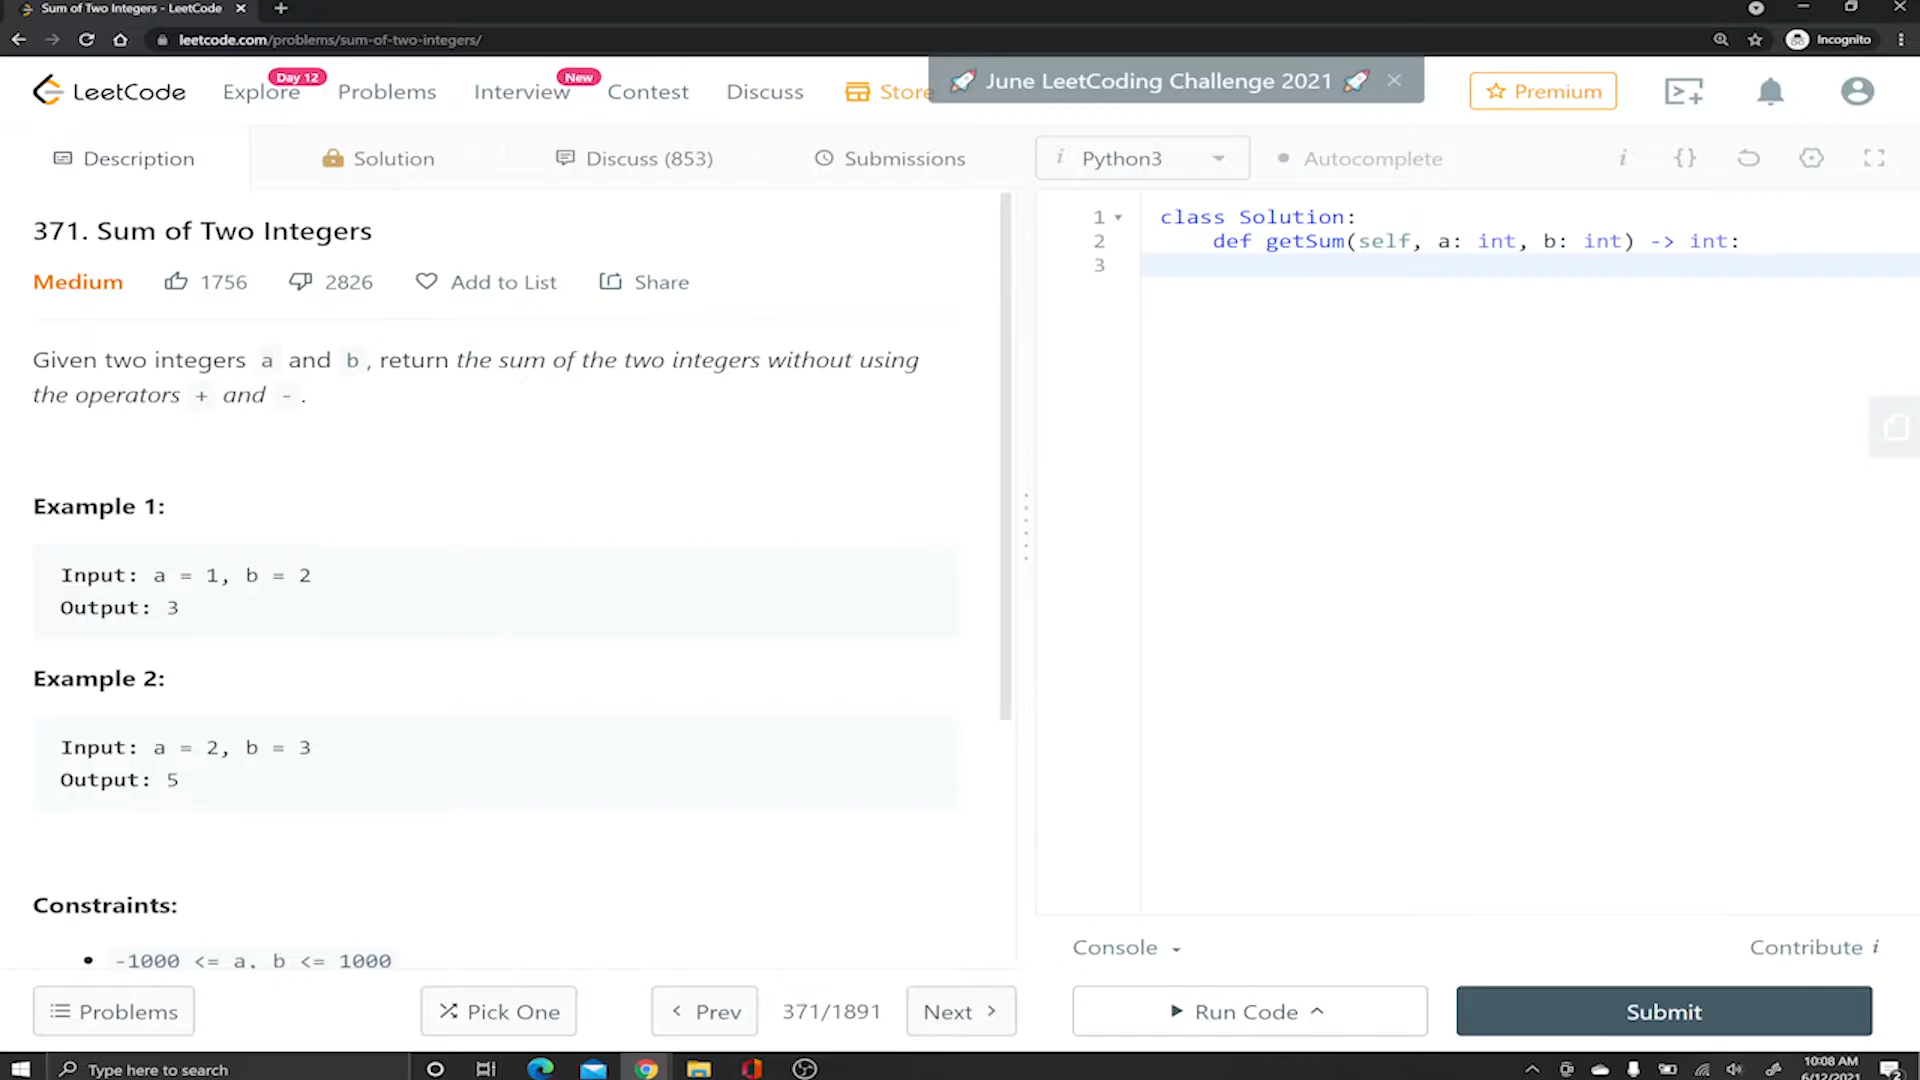 Sum of Two Integers - LeetCode
leetcode.com/problems/sum-of-two-integers/
Incognito
LeetCode
Explore
Day 12
Problems
Interview
New
Contest
Discuss
Store
🚀 June LeetCoding Challenge 2021 🚀
Premium
Description
Solution
Discuss (853)
Submissions
i Python3
Autocomplete
371. Sum of Two Integers
Medium 1756 2826 Add to List Share
Given two integers a and b, return the sum of the two integers without using
the operators + and -.
Example 1:
Input: a = 1, b = 2
Output: 3
Example 2:
Input: a = 2, b = 3
Output: 5
Constraints:
• -1000 <= a, b <= 1000
1 class Solution:
2 def getSum(self, a: int, b: int) -> int:
3
Console
Contribute i
Problems
Pick One
< Prev
371/1891
Next >
Run Code
Submit
Type here to search
10:08 AM
6/12/2021
2